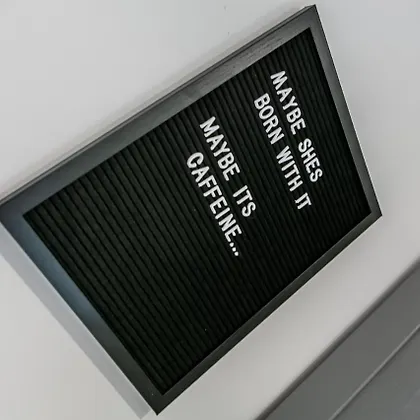 MAYBE SHES
BORN WITH IT
MAYBE ITS
CAFFEINE...